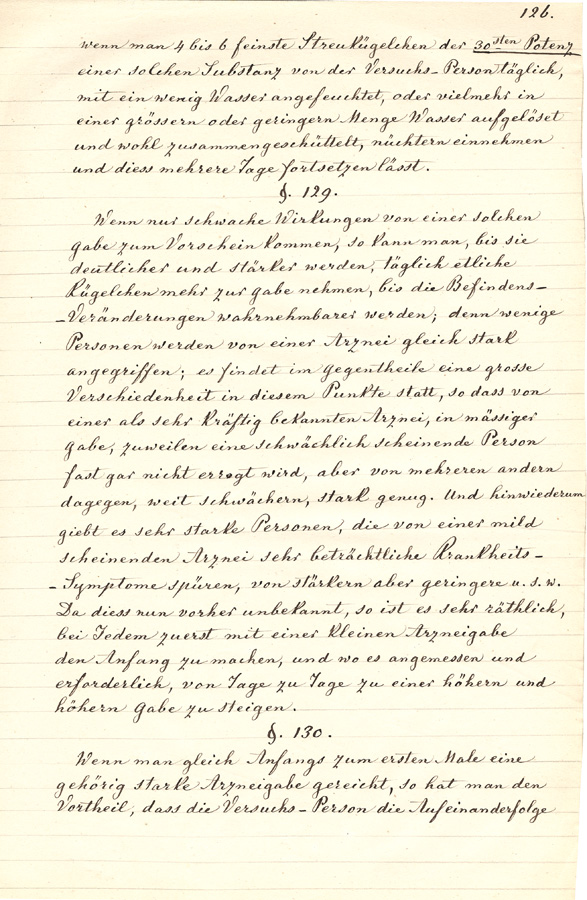 126.
wenn man 4 bis 6 feinste Streukügelchen der 30sten Potenz
einer solchen Substanz von der Versuchs-Person täglich,
mit ein wenig Wasser angefeuchtet, oder vielmehr in
einer grössern oder geringern Menge Wasser aufgelöset
und wohl zusammengeschüttelt, nüchtern einnehmen
und diess mehrere Tage fortsetzen lässt.
§. 129.
Wenn nur schwache Wirkungen von einer solchen
Gabe zum Vorschein kommen, so kann man, bis sie
deutlicher und stärker werden, täglich etliche
Kügelchen mehr zur Gabe nehmen, bis die Befindens-
-Veränderungen wahrnehmbarer werden; denn wenige
Personen werden von einer Arznei gleich stark
angegriffen; es findet im Gegentheile eine grosse
Verschiedenheit in diesem Punkte statt, so dass von
einer als sehr kräftig bekannten Arznei, in mässiger
Gabe, zuweilen eine schwächlich scheinende Person
fast gar nicht erregt wird, aber von mehreren andern
dagegen, weit schwächern, stark genug. Und hinwiederum
giebt es sehr starke Personen, die von einer mild
scheinenden Arznei sehr beträchtliche Krankheits-
-Symptome spüren, von stärkern aber geringere u. s. w.
Da diess nun vorher unbekannt, so ist es sehr räthlich,
bei Jedem zuerst mit einer kleinen Arzneigabe
den Anfang zu machen, und wo es angemessen und
erforderlich, von Tage zu Tage zu einer höhern und
höhern Gabe zu steigen.
§. 130.
Wenn man gleich Anfangs zum ersten Male eine
gehörig starke Arzneigabe gereicht, so hat man den
Vortheil, dass die Versuchs-Person die Aufeinanderfolge